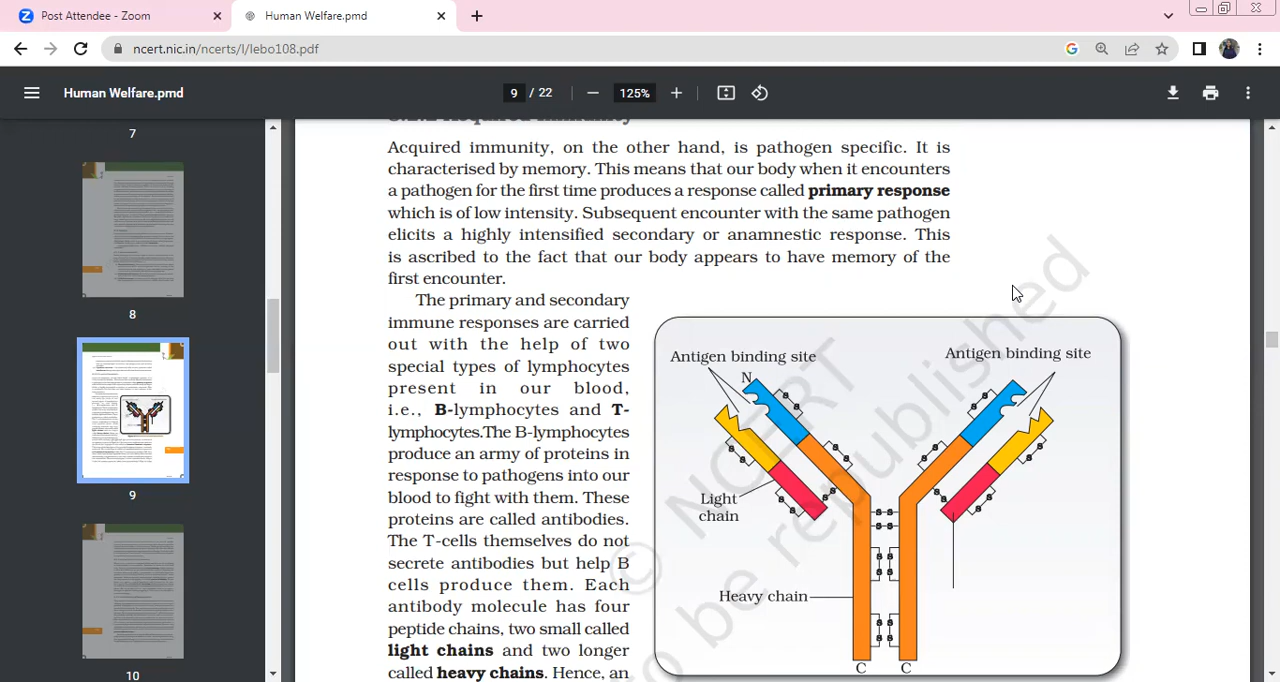 Post Attendee - Zoom
Human Welfare.pmd
ncert.nic.in/ncerts/l/lebo108.pdf
Human Welfare.pmd
9 / 22
125%
7
8
9
10
Acquired immunity, on the other hand, is pathogen specific. It is
characterised by memory. This means that our body when it encounters
a pathogen for the first time produces a response called primary response
which is of low intensity. Subsequent encounter with the same pathogen
elicits a highly intensified secondary or anamnestic response. This
is ascribed to the fact that our body appears to have memory of the
first encounter.
The primary and secondary
immune responses are carried
out with the help of two
special types of lymphocytes
present in our blood,
i.e., B-lymphocytes and T-
lymphocytes.The B-lymphocytes
produce an army of proteins in
response to pathogens into our
blood to fight with them. These
proteins are called antibodies.
The T-cells themselves do not
secrete antibodies but help B
cells produce them. Each
antibody molecule has four
peptide chains, two small called
light chains and two longer
called heavy chains. Hence, an
Antigen binding site
Antigen binding site
N
Light
chain
Heavy chain
C
C
© NCERT
be republished